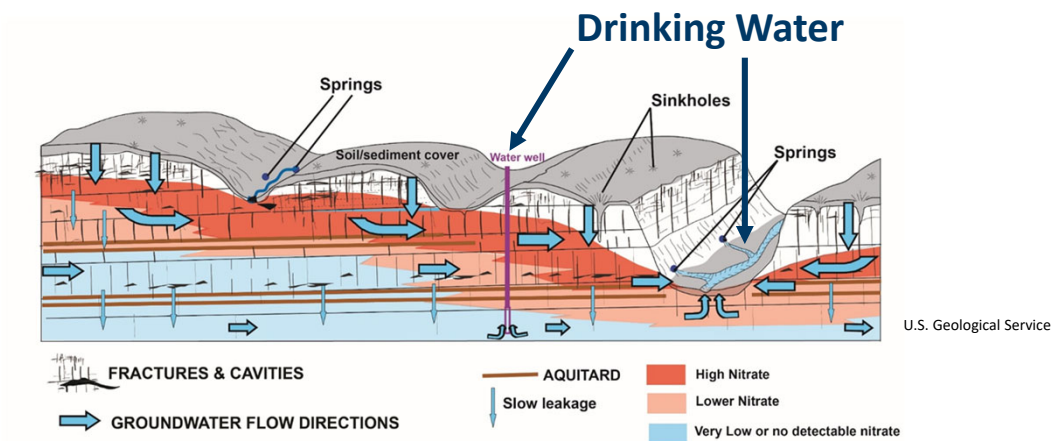 Drinking Water
Springs
Sinkholes
Soil/sediment cover
Water well
Springs
U.S. Geological Service
FRACTURES & CAVITIES
GROUNDWATER FLOW DIRECTIONS
AQUITARD
Slow leakage
High Nitrate
Lower Nitrate
Very Low or no detectable nitrate